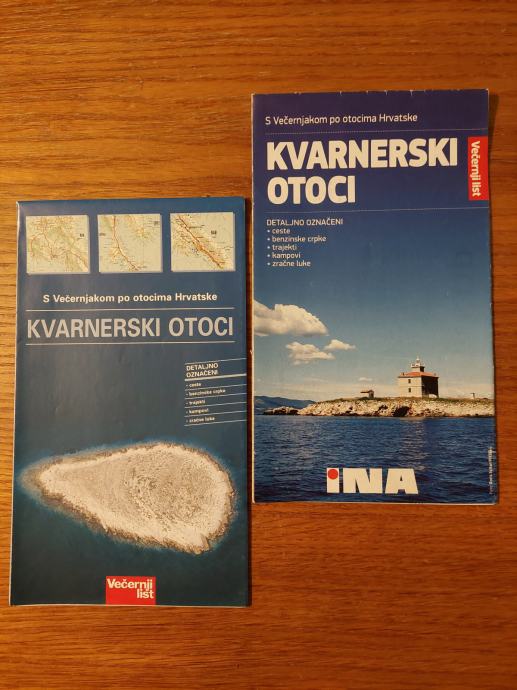 S Večernjakom po otocima Hrvatske
KVARNERSKI OTOCI
DETALJNO
OZNAČENI
- ceste
- benzinske crpke
- trajekti
- kampovi
- zračne luke
Večernji
list
S Večernjakom po otocima Hrvatske
KVARNERSKI
OTOCI
Večernji list
DETALJNO OZNAČENI
• ceste
• benzinske crpke
• trajekti
• kampovi
• zračne luke
INA